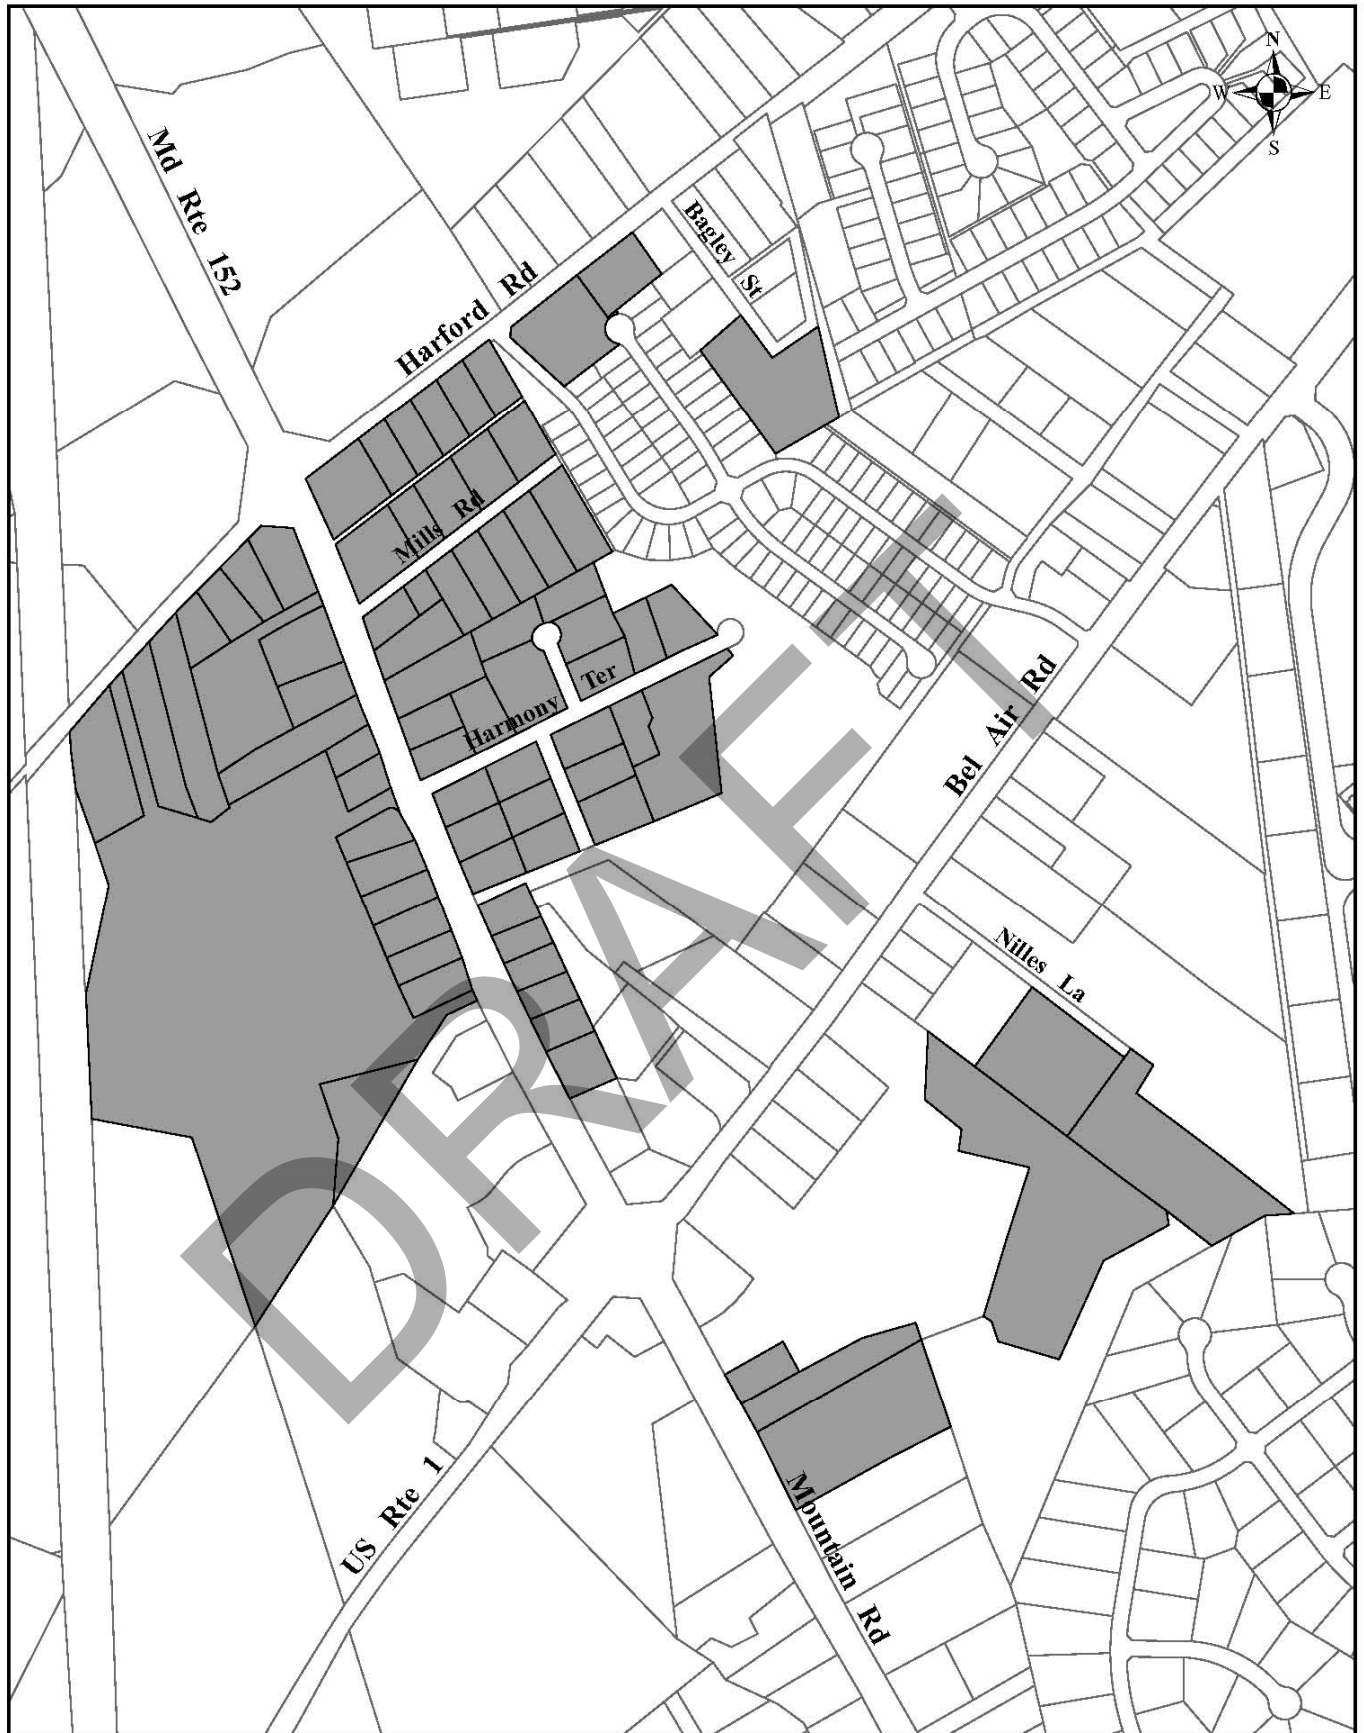 N
W E
S
Md Rte 152
Bagley St
Harford Rd
Mills Rd
Harmony Ter
Bel Air Rd
Nilles La
DRAFT
US Rte 1
Mountain Rd